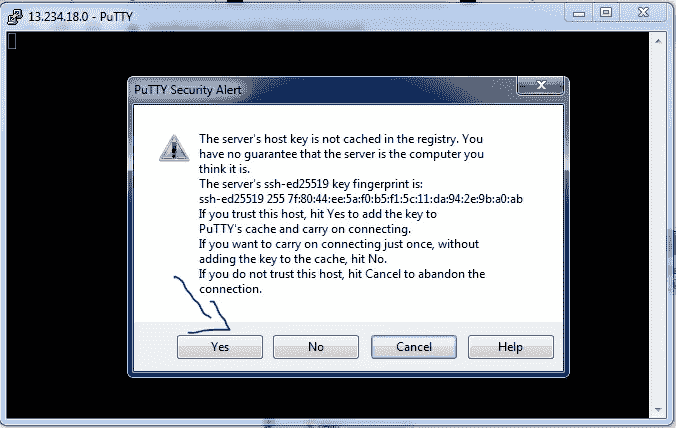 13.234.18.0 - PuTTY
PuTTY Security Alert
The server's host key is not cached in the registry. You
have no guarantee that the server is the computer you
think it is.
The server's ssh-ed25519 key fingerprint is:
ssh-ed25519 255 7f:80:44:ee:5a:f0:b5:f1:5c:11:da:94:2e:9b:a0:ab
If you trust this host, hit Yes to add the key to
PuTTY's cache and carry on connecting.
If you want to carry on connecting just once, without
adding the key to the cache, hit No.
If you do not trust this host, hit Cancel to abandon the
connection.
Yes No Cancel Help